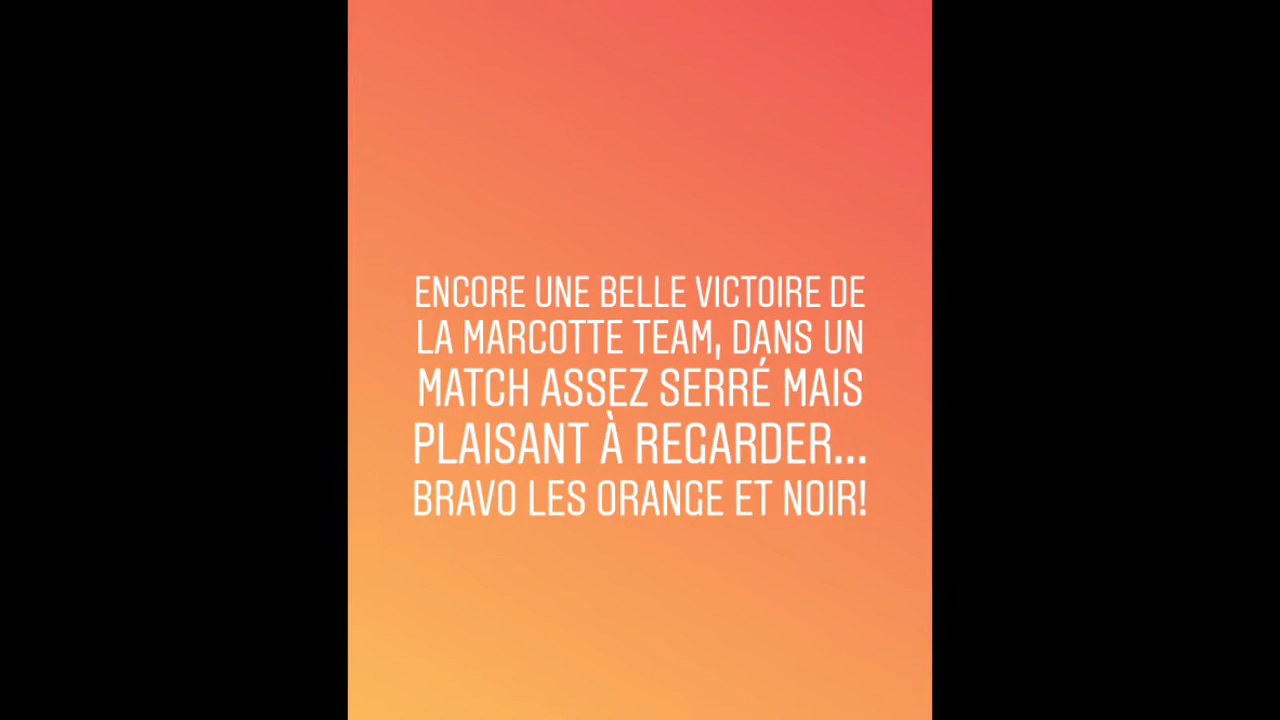 ENCORE UNE BELLE VICTOIRE DE
LA MARCOTTE TEAM, DANS UN
MATCH ASSEZ SERRÉ MAIS
PLAISANT À REGARDER...
BRAVO LES ORANGE ET NOIR!